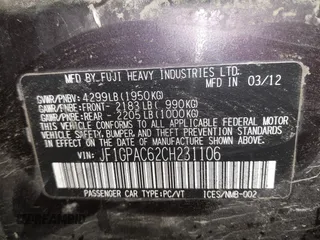 MFD.BY FUJI HEAVY INDUSTRIES LTD.
MFD IN 03/12
GVWR/PNBV: 4299LB(1950KG)
GAWR/PNBE:FRONT- 2183LB( 990KG)
GAWR/PNBE:REAR - 2205LB(1000KG)
THIS VEHICLE CONFORMS TO ALL APPLICABLE FEDERAL MOTOR
VEHICLE SAFETY, BUMPER, AND THEFT PREVENTION STANDARDS
IN EFFECT ON THE DATE OF MANUFACTURE SHOWN ABOVE.
VIN: JF1GPAC62CH231106
PASSENGER CAR TYPE:PC/VT ICES/NMB-002